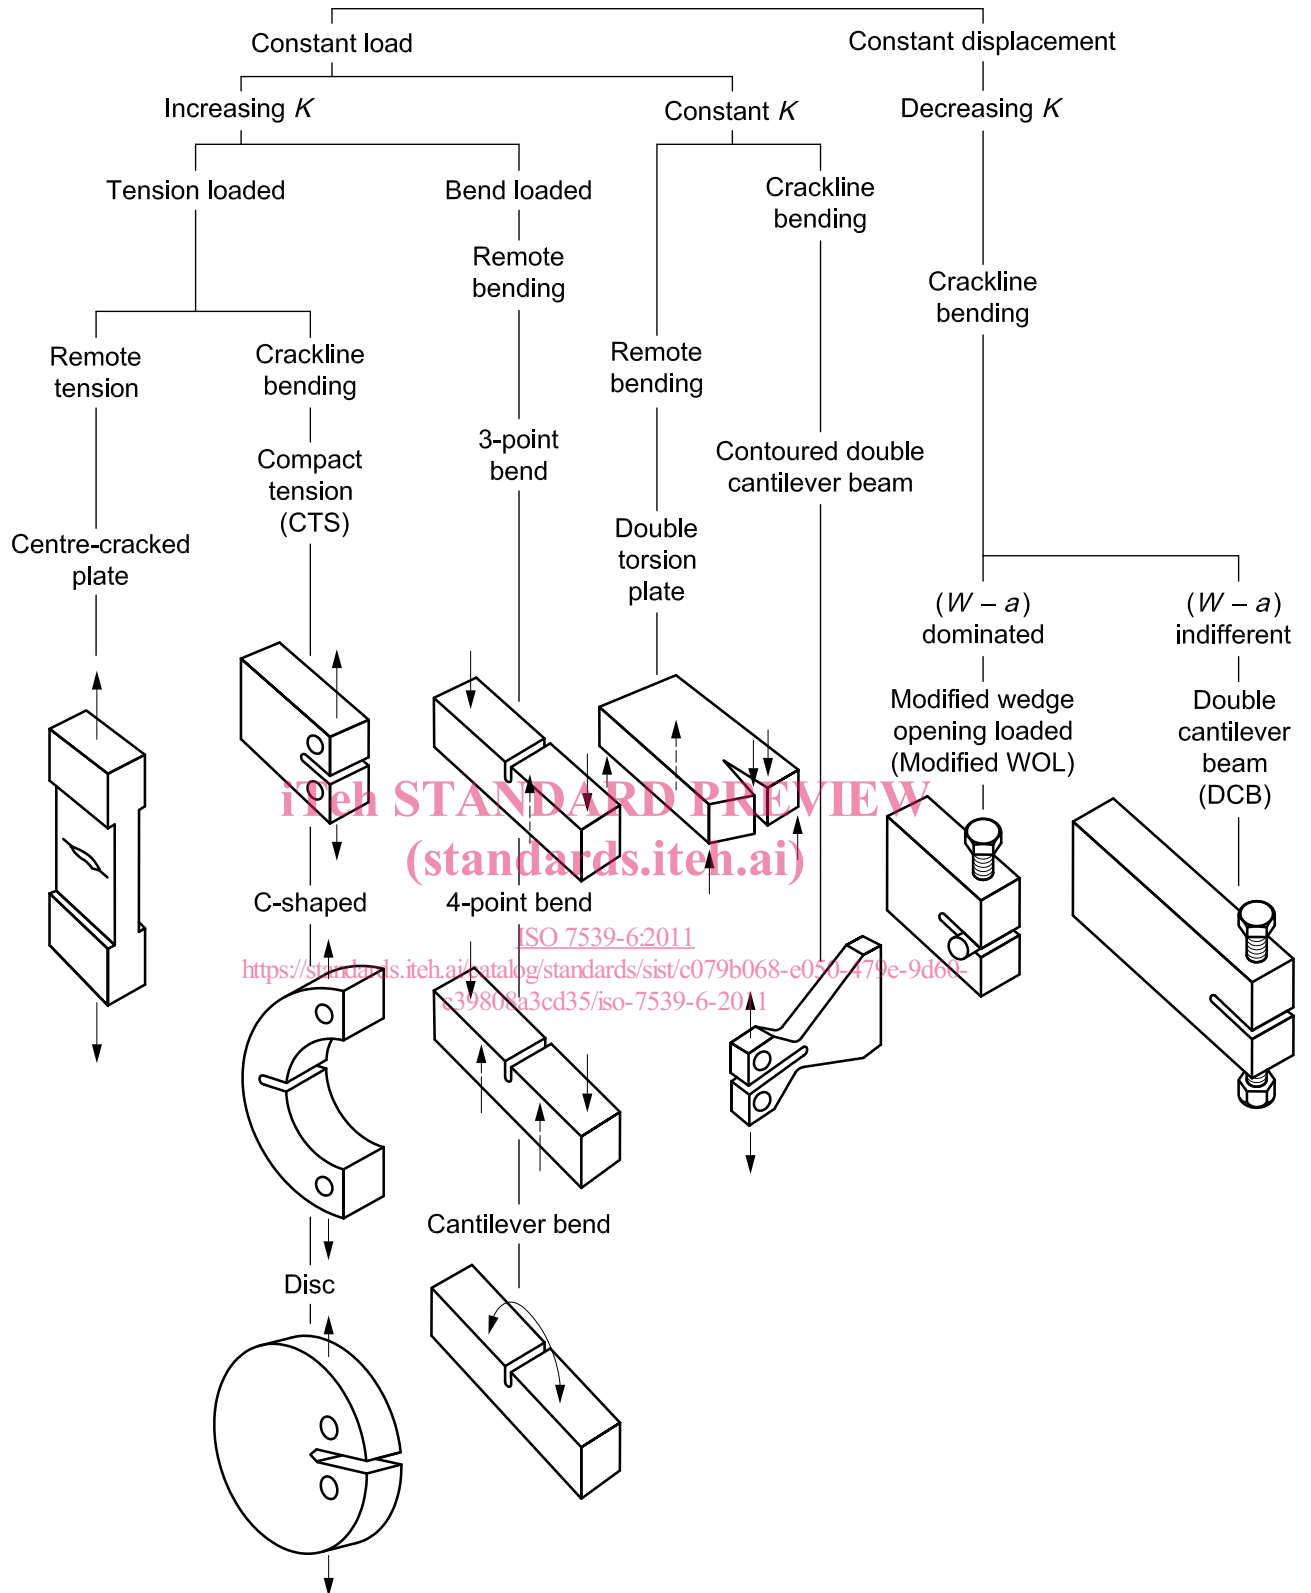 Constant load
Constant displacement
Increasing K
Constant K
Decreasing K
Tension loaded
Bend loaded
Crackline
bending
Remote
bending
Crackline
bending
Remote
tension
Crackline
bending
Remote
bending
3-point
bend
Contoured double
cantilever beam
Compact
tension
(CTS)
Centre-cracked
plate
Double
torsion
plate
(W – a)
dominated
(W – a)
indifferent
Modified wedge
opening loaded
(Modified WOL)
Double
cantilever
beam
(DCB)
iTeh STANDARD PREVIEW
(standards.iteh.ai)
C-shaped
4-point bend
ISO 7539-6:2011
https://standards.iteh.ai/catalog/standards/sist/c079b068-e050-479e-9d60-
c39808a3cd35/iso-7539-6-2011
Cantilever bend
Disc